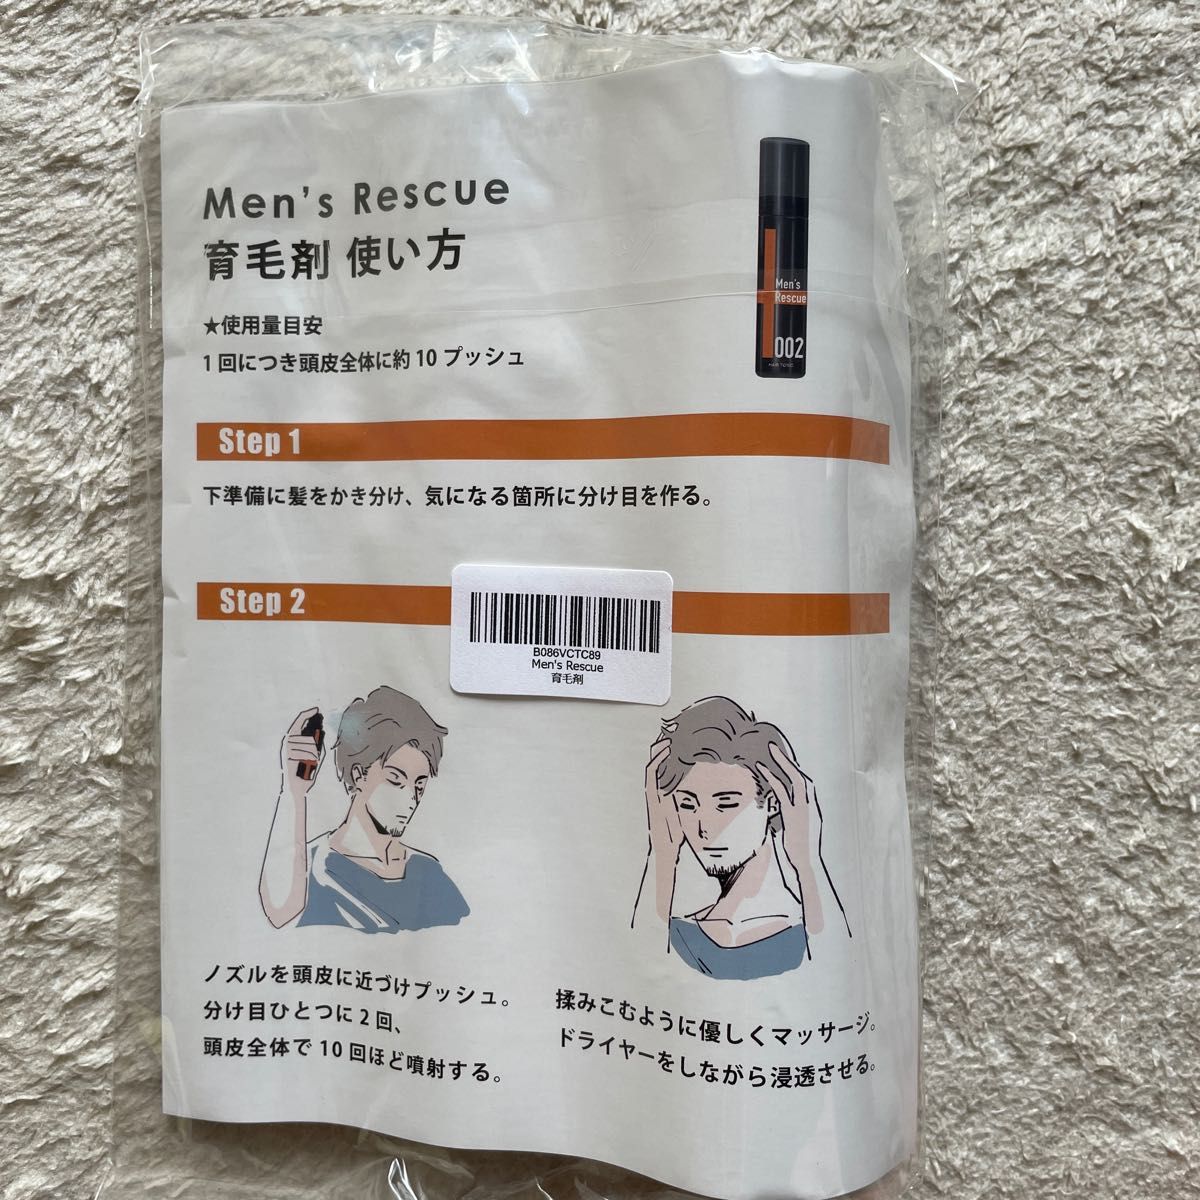 Men's Rescue
育毛剤 使い方
★使用量目安
1回につき頭皮全体に約10プッシュ
Men's
Rescue
002
HAIR TONIC
Step 1
下準備に髪をかき分け、気になる箇所に分け目を作る。
Step 2
B086VCTC89
Men's Rescue
育毛剤
ノズルを頭皮に近づけプッシュ。
分け目ひとつに2回、
頭皮全体で10回ほど噴射する。
揉みこむように優しくマッサージ。
ドライヤーをしながら浸透させる。